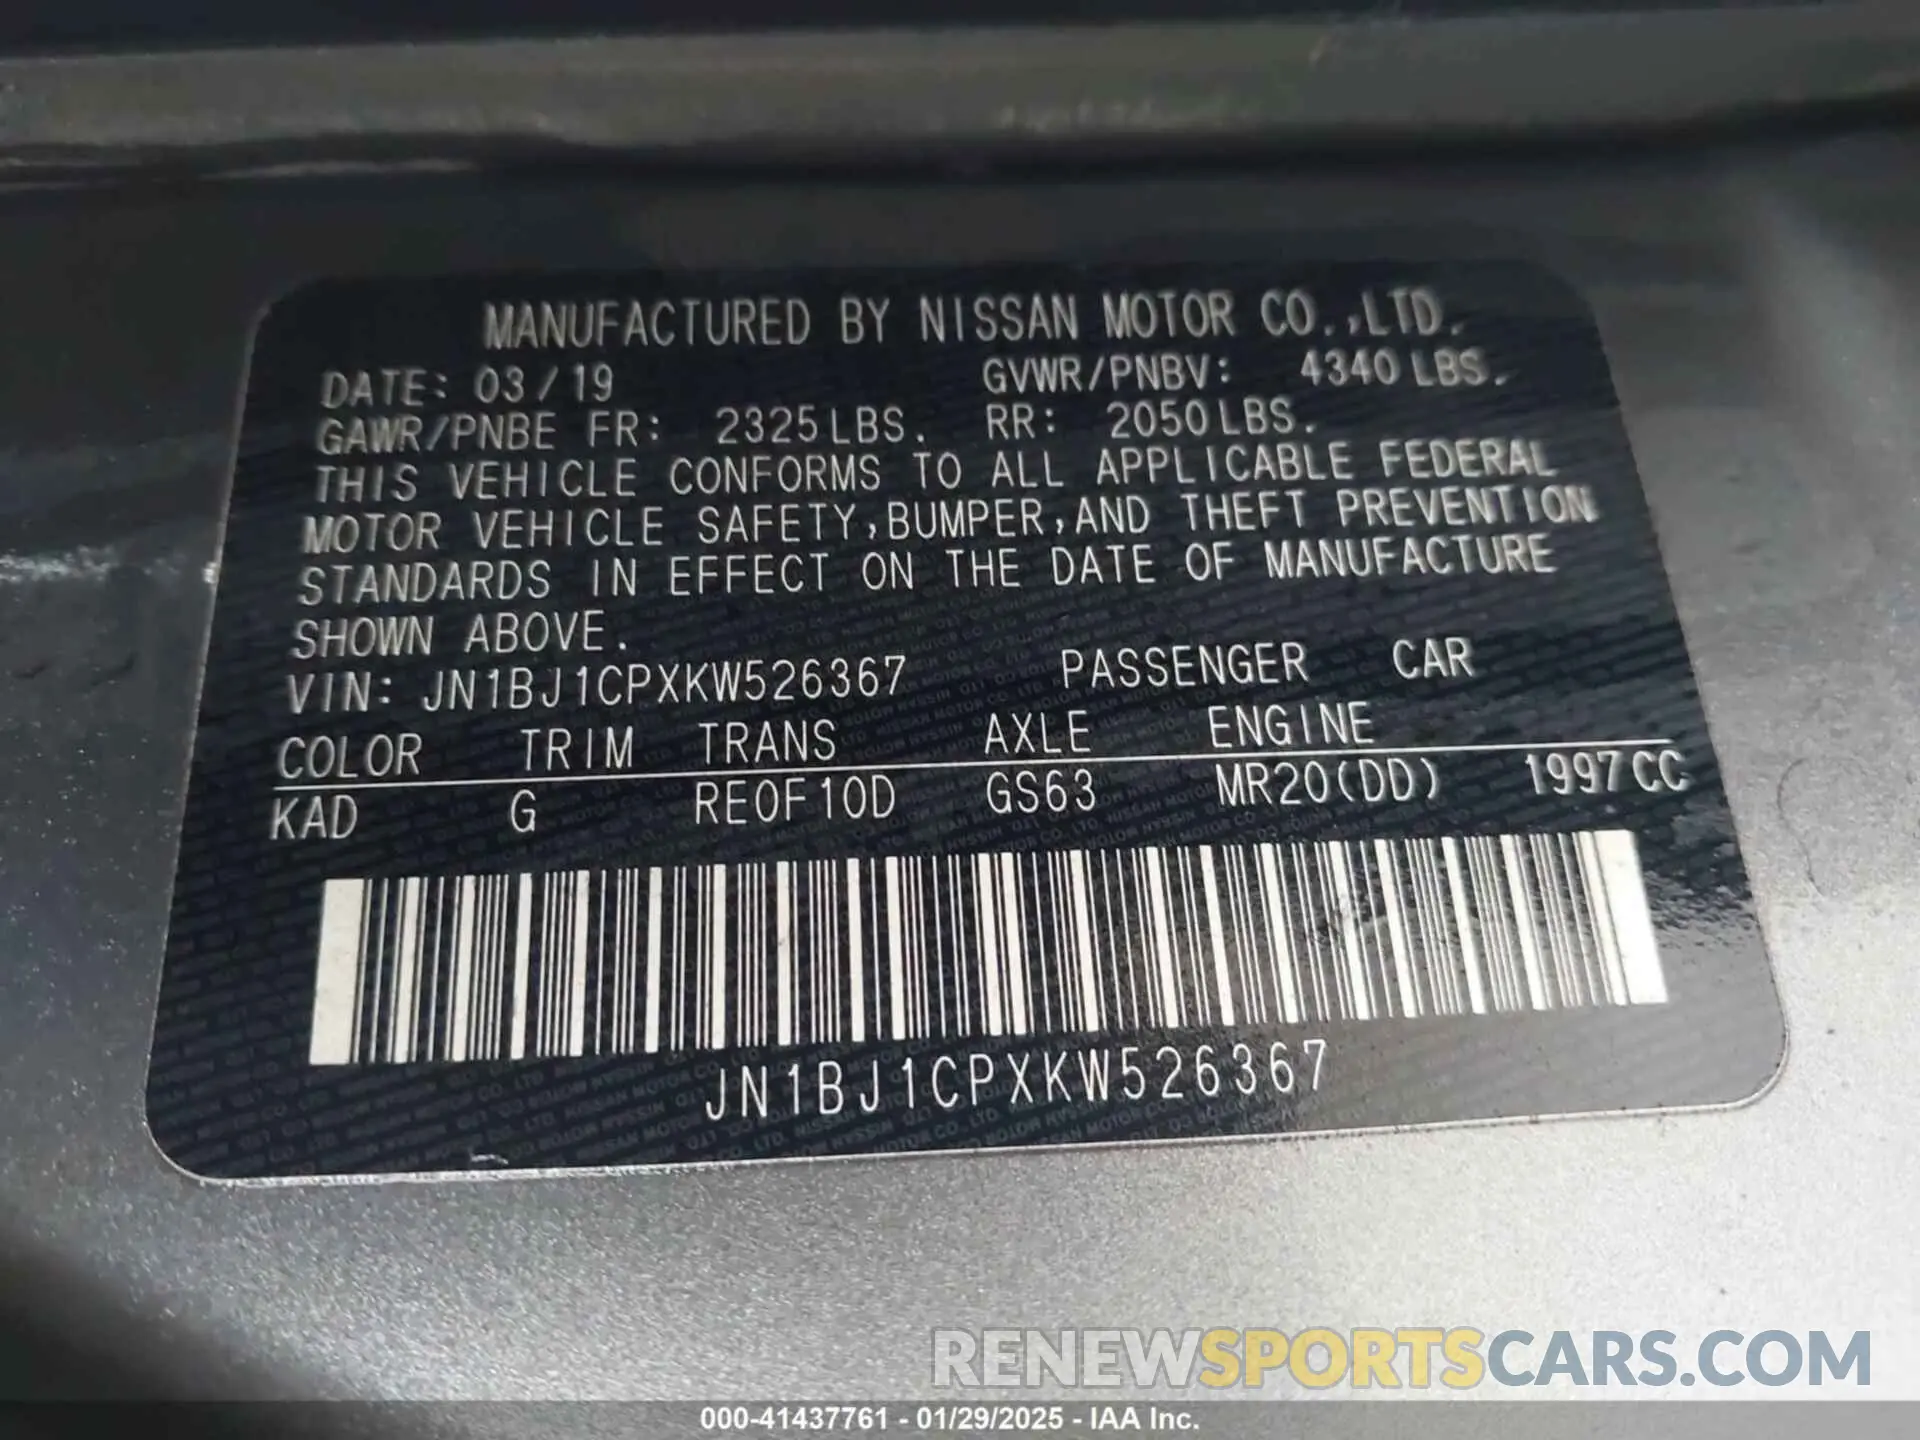 MANUFACTURED BY NISSAN MOTOR CO.,LTD.
DATE: 03/19 GVWR/PNBV: 4340 LBS.
GAWR/PNBE FR: 2325 LBS. RR: 2050 LBS.
THIS VEHICLE CONFORMS TO ALL APPLICABLE FEDERAL
MOTOR VEHICLE SAFETY, BUMPER, AND THEFT PREVENTION
STANDARDS IN EFFECT ON THE DATE OF MANUFACTURE
SHOWN ABOVE.
VIN: JN1BJ1CPXKW526367 PASSENGER CAR
COLOR TRIM TRANS AXLE ENGINE
KAD G RE0F10D GS63 MR20(DD) 1997CC
JN1BJ1CPXKW526367
RENEWSPORTSCARS.COM
000-41437761 - 01/29/2025 - IAA Inc.